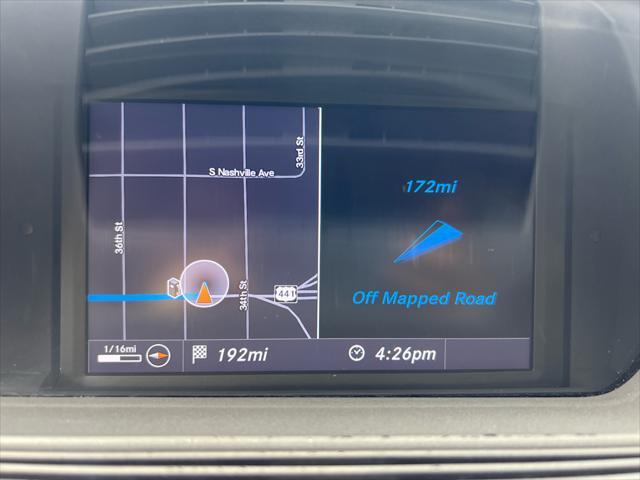 33rd St
S Nashville Ave
36th St
34th St
441
172mi
Off Mapped Road
1/16mi
192mi
4:26pm